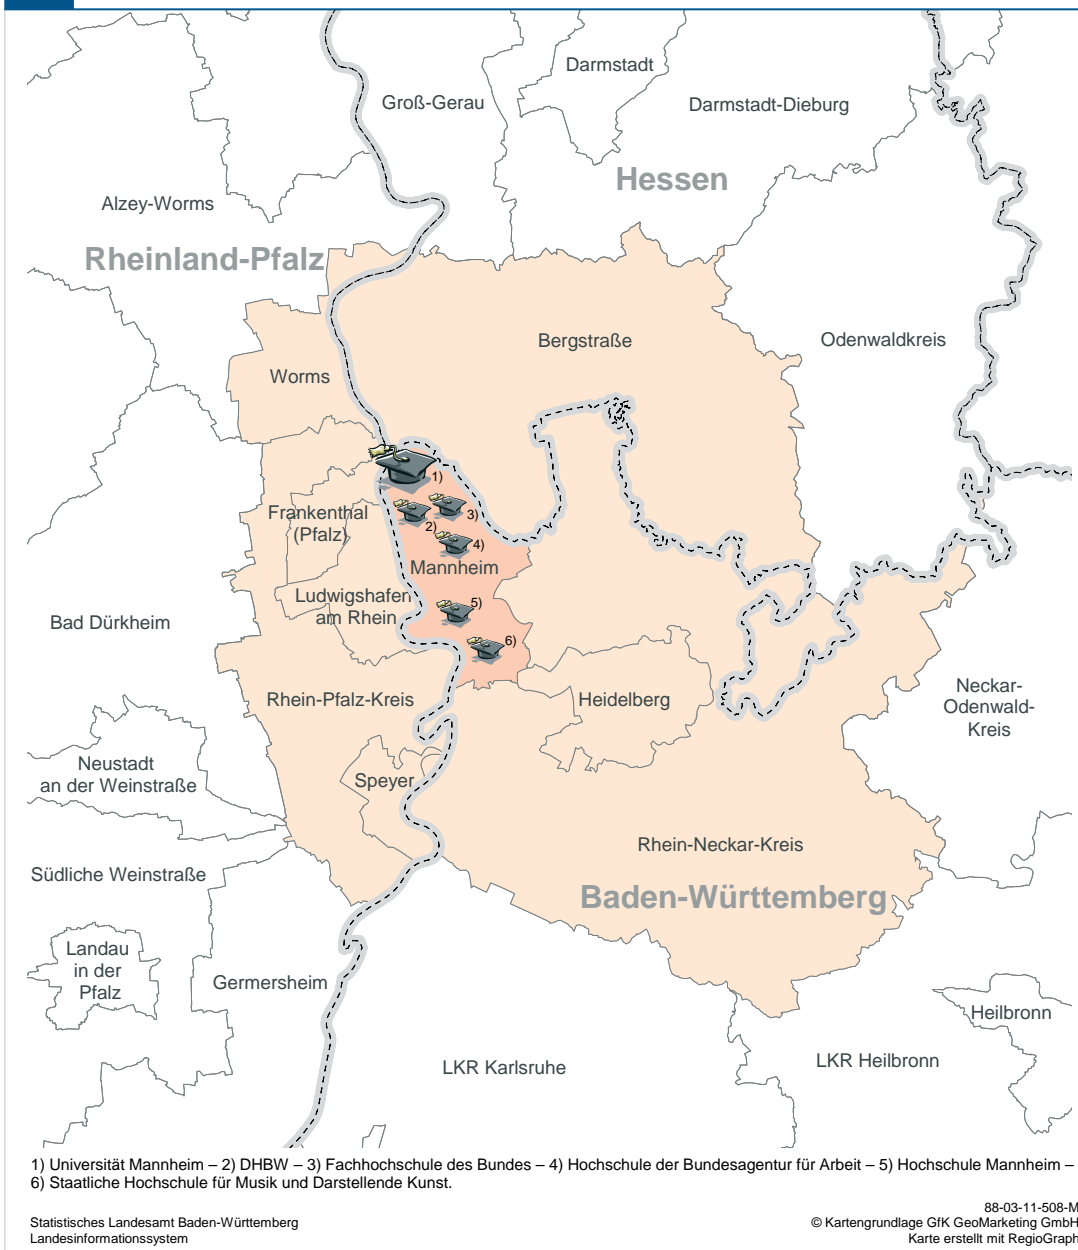 Darmstadt
Groß-Gerau
Darmstadt-Dieburg
Hessen
Alzey-Worms
Rheinland-Pfalz
Bergstraße
Odenwaldkreis
Worms
1)
Frankenthal
(Pfalz)
2)
3)
4)
Mannheim
Ludwigshafen
am Rhein
5)
Bad Dürkheim
6)
Rhein-Pfalz-Kreis
Heidelberg
Neckar-
Odenwald-
Kreis
Neustadt
an der Weinstraße
Speyer
Rhein-Neckar-Kreis
Südliche Weinstraße
Baden-Württemberg
Landau
in der
Pfalz
Germersheim
Heilbronn
LKR Karlsruhe
LKR Heilbronn
1) Universität Mannheim – 2) DHBW – 3) Fachhochschule des Bundes – 4) Hochschule der Bundesagentur für Arbeit – 5) Hochschule Mannheim –
6) Staatliche Hochschule für Musik und Darstellende Kunst.
88-03-11-508-M
Statistisches Landesamt Baden-Württemberg
© Kartengrundlage GfK GeoMarketing GmbH
Landesinformationssystem
Karte erstellt mit RegioGraph